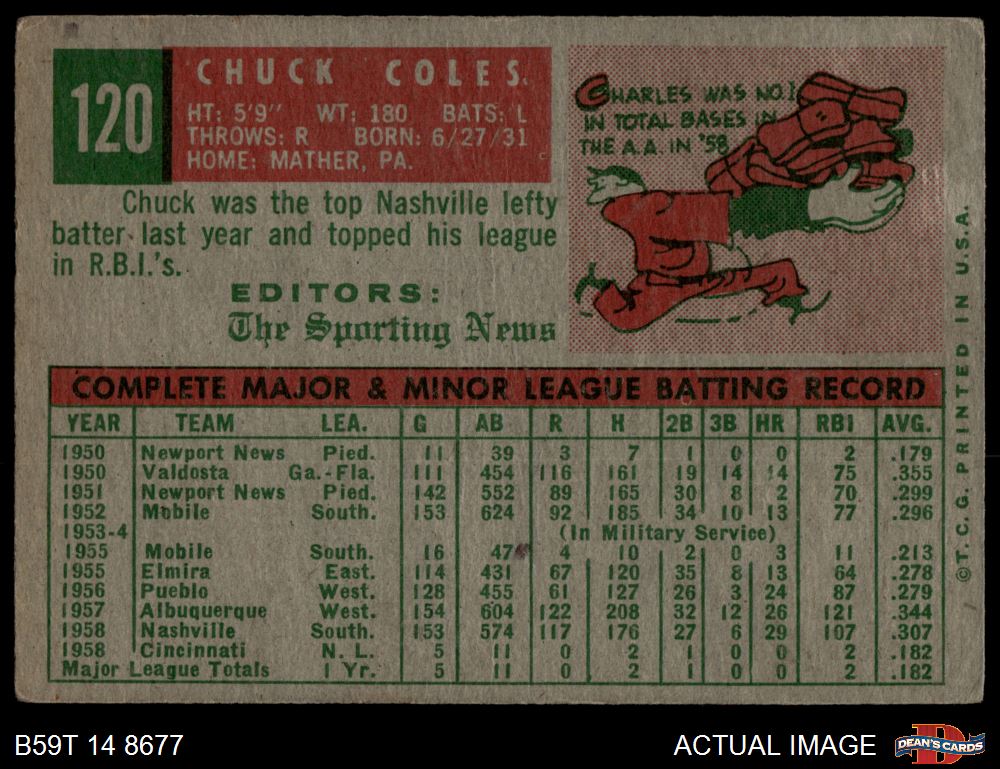 120
CHUCK COLES
HT: 5'9" WT: 180 BATS: L
THROWS: R BORN: 6/27/31
HOME: MATHER, PA.
CHARLES WAS NO.1
IN TOTAL BASES IN
THE A.A. IN '58
Chuck was the top Nashville lefty
batter last year and topped his league
in R.B.I.'s.
EDITORS:
The Sporting News
COMPLETE MAJOR & MINOR LEAGUE BATTING RECORD
YEAR TEAM LEA. G AB R H 2B 3B HR RBI AVG.
1950 Newport News Pied. 11 39 3 7 1 0 0 2 .179
1950 Valdosta Ga.-Fla. 111 454 116 161 19 14 14 75 .355
1951 Newport News Pied. 142 552 89 165 30 8 2 70 .299
1952 Mobile South. 153 624 92 185 34 10 13 77 .296
1953-4 (In Military Service)
1955 Mobile South. 16 47 4 10 2 0 3 11 .213
1955 Elmira East. 114 431 67 120 35 8 13 64 .278
1956 Pueblo West. 128 455 61 127 26 3 24 87 .279
1957 Albuquerque West. 154 604 122 208 32 12 26 121 .344
1958 Nashville South. 153 574 117 176 27 6 29 107 .307
1958 Cincinnati N. L. 5 11 0 2 1 0 0 2 .182
Major League Totals 1 Yr. 5 11 0 2 1 0 0 2 .182
©T.C.G. PRINTED IN U.S.A.
B59T 14 8677
ACTUAL IMAGE
D
DEAN'S CARDS